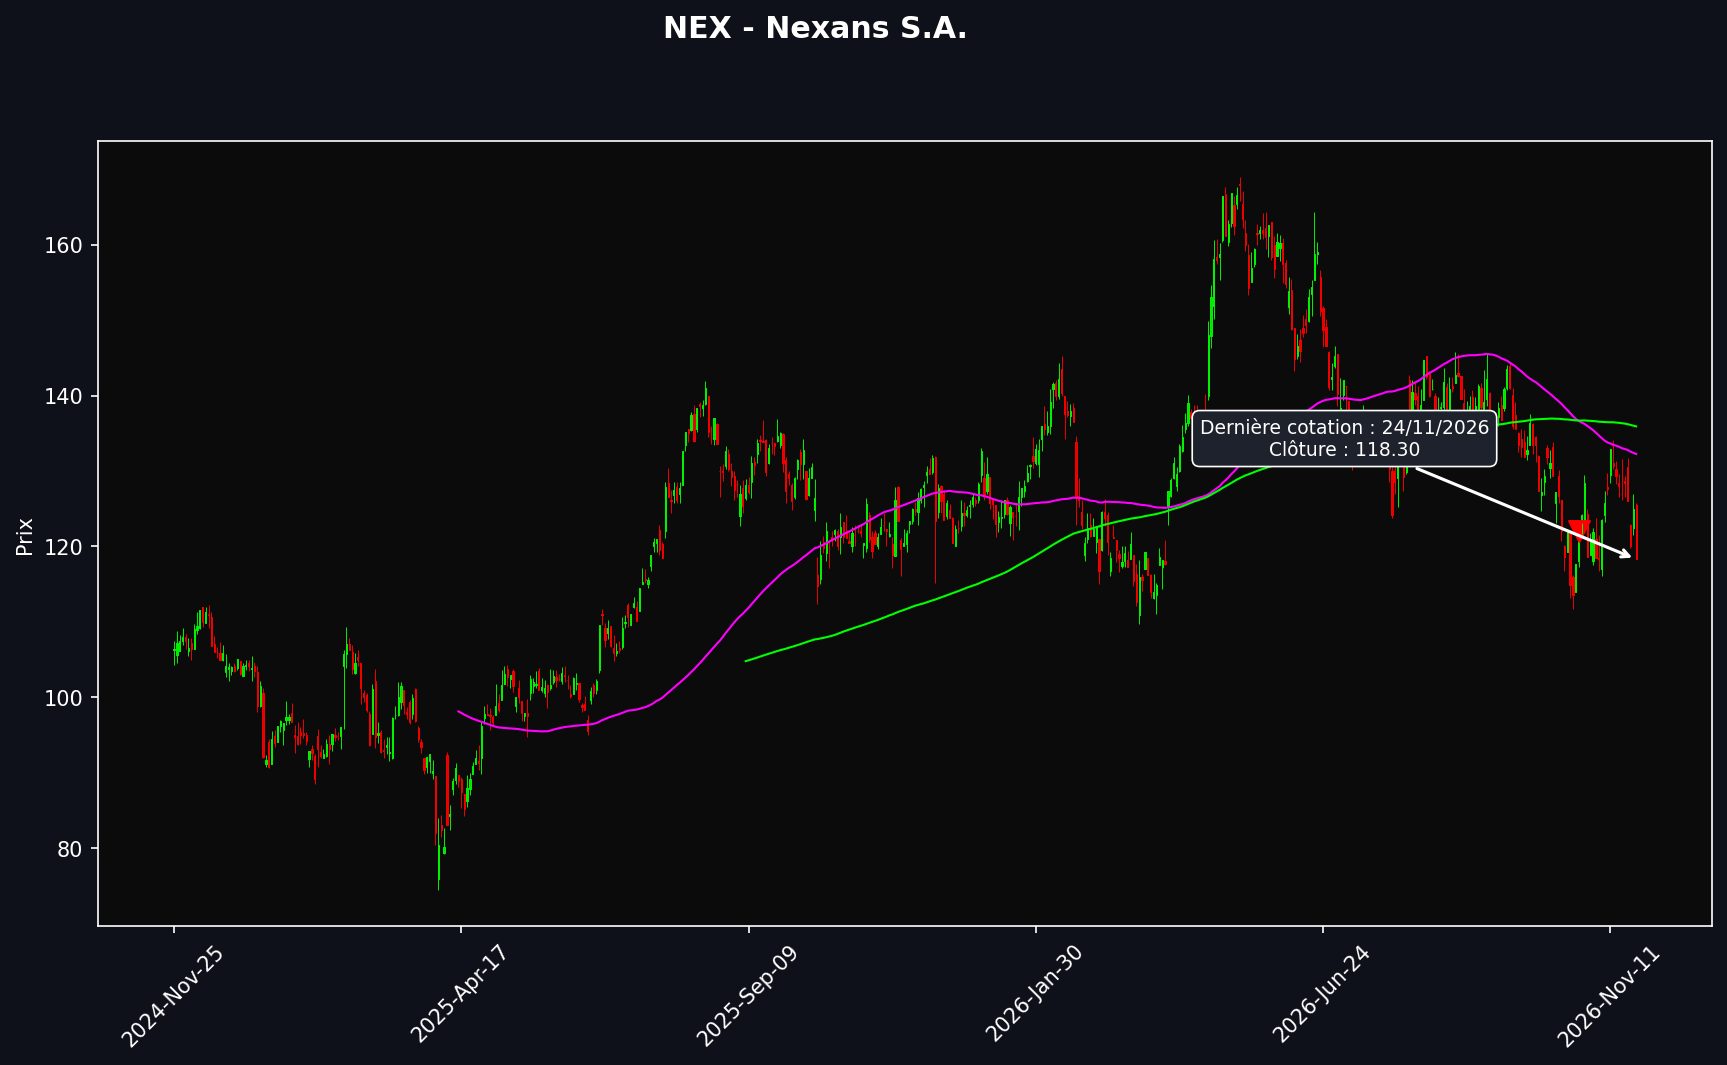 NEX - Nexans S.A.
Prix
160
140
120
100
80
Dernière cotation : 24/11/2026
Clôture : 118.30
2024-Nov-25
2025-Apr-17
2025-Sep-09
2026-Jan-30
2026-Jun-24
2026-Nov-11